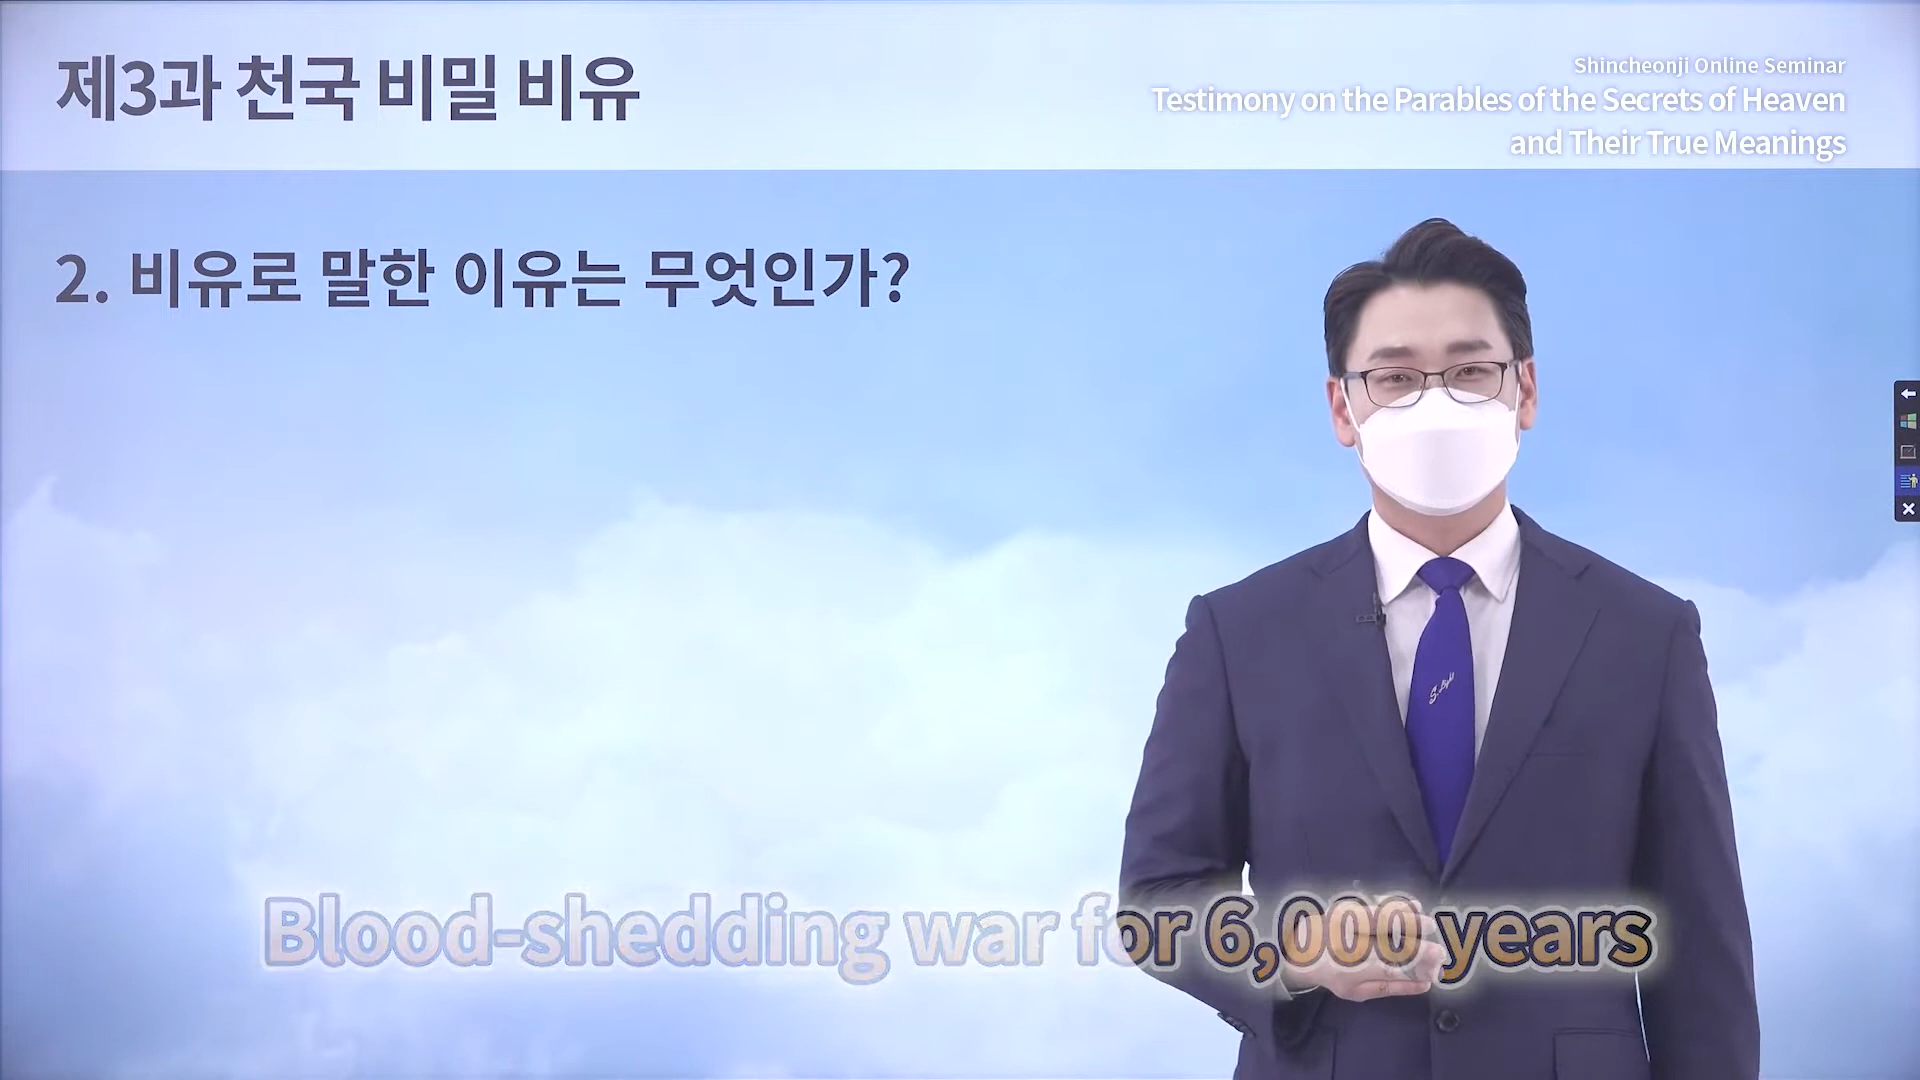 제3과 천국 비밀 비유
Shincheonji Online Seminar
Testimony on the Parables of the Secrets of Heaven
and Their True Meanings
2. 비유로 말한 이유는 무엇인가?
S. Light
Blood-shedding war for 6,000 years